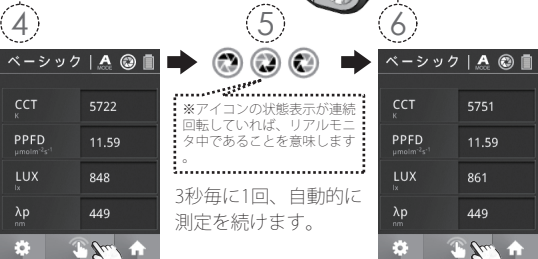 4
ベーシック | A MODE
CCT K 5722
PPFD μmolm⁻²s⁻¹ 11.59
LUX lx 848
λp nm 449
5
※アイコンの状態表示が連続
回転していれば、リアルモニ
タ中であることを意味します
。
3秒毎に1回、自動的に
測定を続けます。
6
ベーシック | A MODE
CCT K 5751
PPFD μmolm⁻²s⁻¹ 11.59
LUX lx 861
λp nm 449